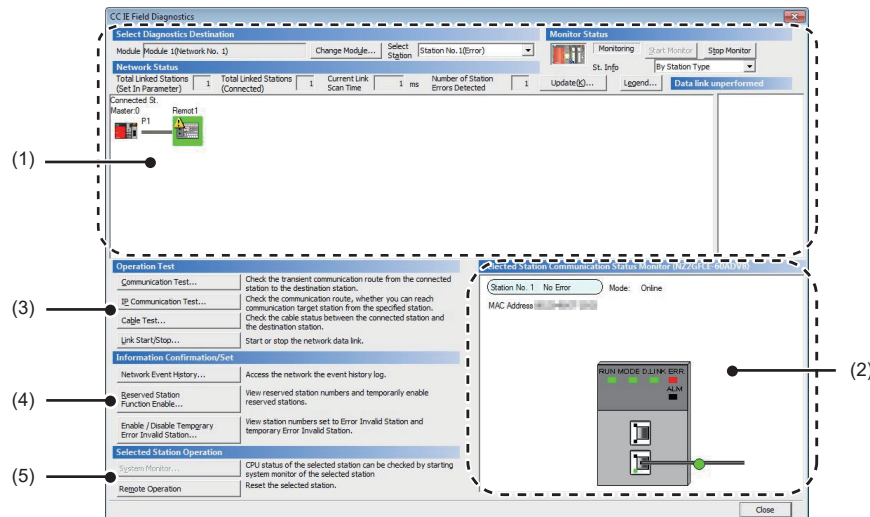 CC IE Field Diagnostics
Select Diagnostics Destination
Monitor Status
Module Module 1(Network No. 1)
Change Module...
Select Station
Station No.1(Error)
Monitoring
Start Monitor
Stop Monitor
St. Info
By Station Type
Network Status
Total Linked Stations (Set In Parameter) 1
Total Linked Stations (Connected) 1
Current Link Scan Time 1 ms
Number of Station Errors Detected 1
Update(K)...
Legend...
Data link unperformed
Connected St.
Master:0
Remot1
P1
(1)
Operation Test
Communication Test...
Check the transient communication route from the connected
station to the destination station.
IP Communication Test...
Check the communication route, whether you can reach
communication target station from the specified station.
(3)
Cable Test...
Check the cable status between the connected station and
the destination station.
Link Start/Stop...
Start or stop the network data link.
Information Confirmation/Set
Network Event History...
Access the network the event history log.
(4)
Reserved Station
Function Enable...
View reserved station numbers and temporarily enable
reserved stations.
Enable / Disable Temporary
Error Invalid Station...
View station numbers set to Error Invalid Station and
temporary Error Invalid Station.
Selected Station Operation
(5)
System Monitor...
CPU status of the selected station can be checked by starting
system monitor of the selected station
Remote Operation
Reset the selected station.
Selected Station Communication Status Monitor (NZ2GFCE-60ADV8)
Station No. 1 No Error
Mode: Online
MAC Address
RUN MODE D.LINK ERR.
ALM
(2)
Close